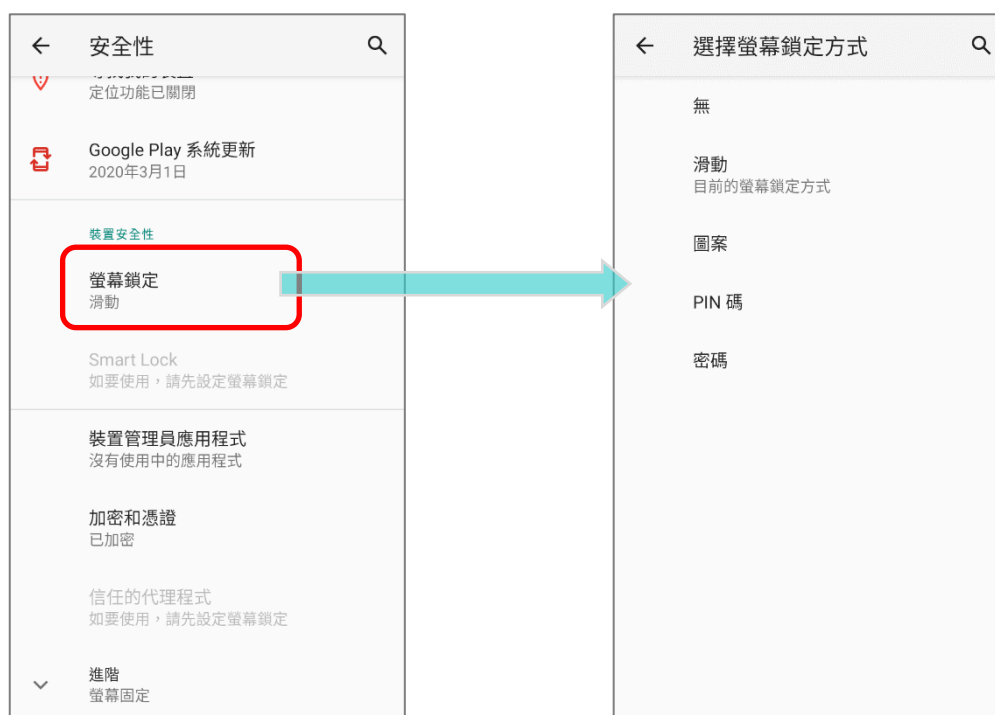 安全性
定位功能已關閉
Google Play 系統更新
2020年3月1日
裝置安全性
螢幕鎖定
滑動
Smart Lock
如要使用，請先設定螢幕鎖定
裝置管理員應用程式
沒有使用中的應用程式
加密和憑證
已加密
信任的代理程式
如要使用，請先設定螢幕鎖定
進階
螢幕固定
選擇螢幕鎖定方式
無
滑動
目前的螢幕鎖定方式
圖案
PIN 碼
密碼